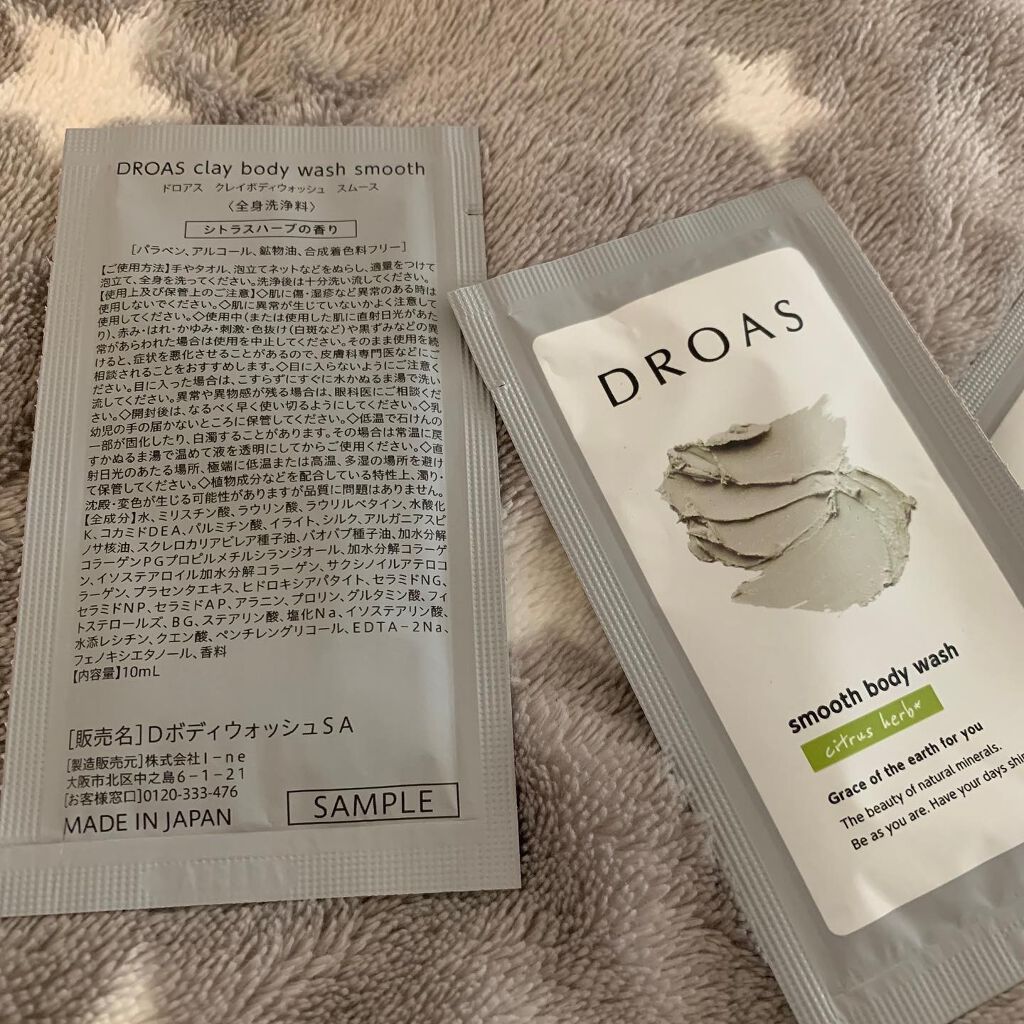 DROAS clay body wash smooth
ドロアス クレイボディウォッシュ スムース
〈全身洗浄料〉
シトラスハーブの香り
[パラベン、アルコール、鉱物油、合成着色料フリー]
【ご使用方法】手やタオル、泡立てネットなどをぬらし、適量をつけて
泡立て、全身を洗ってください。洗浄後は十分洗い流してください。
【使用上及び保管上のご注意】◇肌に傷・湿疹など異常のある時は
使用しないでください。◇肌に異常が生じていないかよく注意して
使用してください。◇使用中(または使用した肌に直射日光があた
り)、赤み・はれ・かゆみ・刺激・色抜け(白斑など)や黒ずみなどの異
常があらわれた場合は使用を中止してください。そのまま使用を続
けると、症状を悪化させることがあるので、皮膚科専門医などにご
相談されることをおすすめします。◇目に入らないようにご注意く
ださい。目に入った場合は、こすらずにすぐに水かぬるま湯で洗い
流してください。異常や異物感が残る場合は、眼科医にご相談くだ
さい。◇開封後は、なるべく早く使い切るようにしてください。◇乳
幼児の手の届かないところに保管してください。◇低温で石けんの
一部が固化したり、白濁することがあります。その場合は常温に戻
すかぬるま湯で温めて液を透明にしてからご使用ください。◇直
射日光のあたる場所、極端に低温または高温、多湿の場所を避け
て保管してください。◇植物成分などを配合している特性上、濁り・
沈殿・変色が生じる可能性がありますが品質に問題はありません。
【全成分】水、ミリスチン酸、ラウリン酸、ラウリルベタイン、水酸化
K、コカミドDEA、パルミチン酸、イライト、シルク、アルガニアスピ
ノサ核油、スクレロカリアビレア種子油、バオバブ種子油、加水分解
コラーゲンPGプロピルメチルシランジオール、加水分解コラーゲ
ン、イソステアロイル加水分解コラーゲン、サクシノイルアテロコ
ラーゲン、プラセンタエキス、ヒドロキシアパタイト、セラミドNG、
セラミドNP、セラミドAP、アラニン、プロリン、グルタミン酸、フィ
トステロールズ、BG、ステアリン酸、塩化Na、イソステアリン酸、
水添レシチン、クエン酸、ペンチレングリコール、EDTA-2Na、
フェノキシエタノール、香料
【内容量】10mL
[販売名]DボディウォッシュSA
[製造販売元]株式会社I-ne
大阪市北区中之島6-1-21
[お客様窓口]0120-333-476
MADE IN JAPAN
SAMPLE
DROAS
smooth body wash
citrus herb*
Grace of the earth for you
The beauty of natural minerals.
Be as you are. Have your days